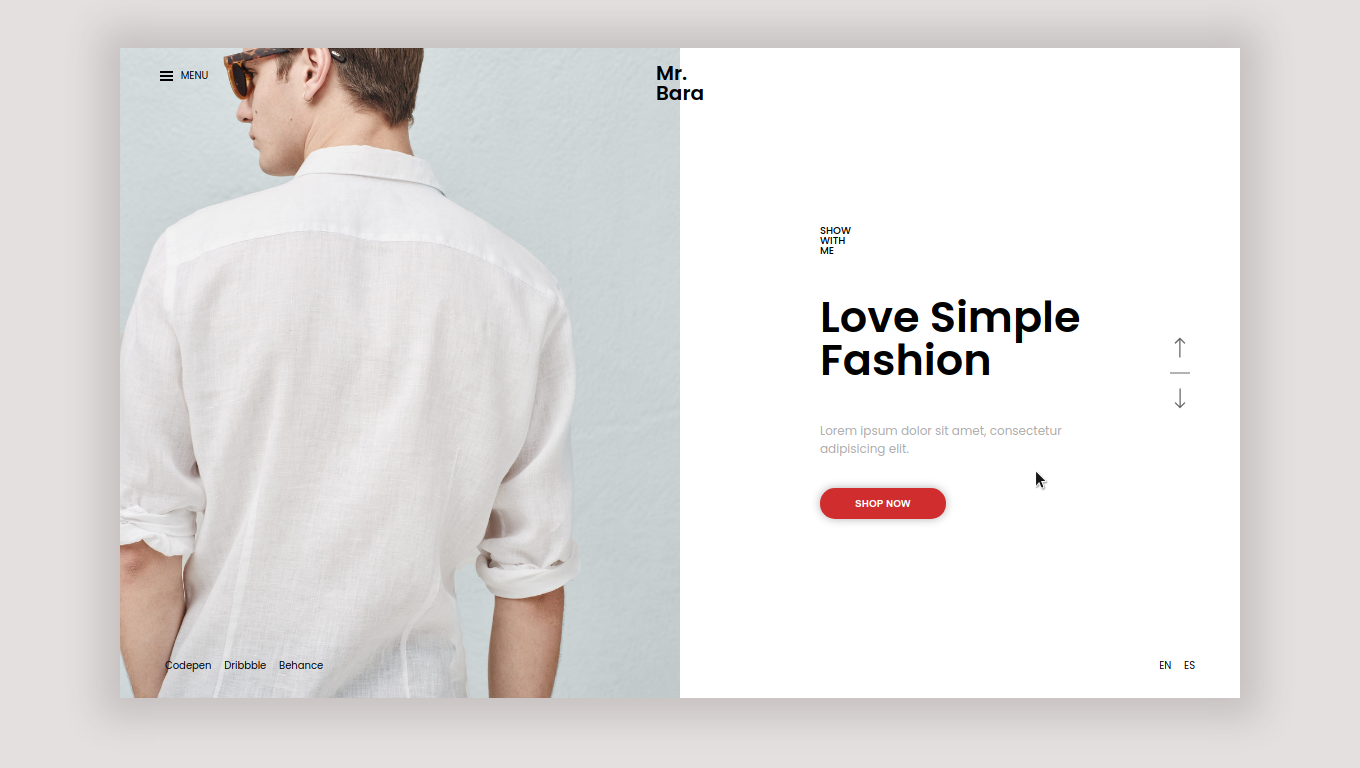 MENU
Mr.
Bara
SHOW
WITH
ME
Love Simple
Fashion
Lorem ipsum dolor sit amet, consectetur
adipisicing elit.
SHOP NOW
Codepen Dribbble Behance
EN ES